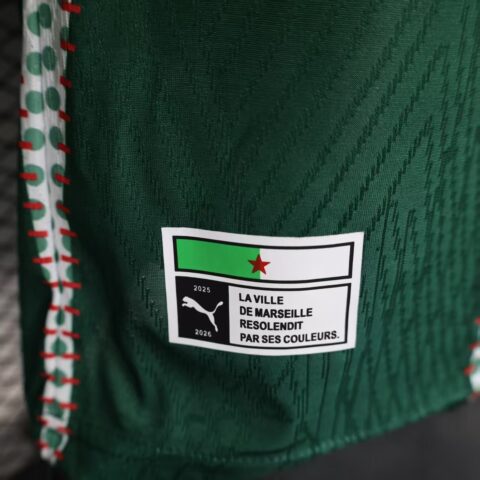 2025
2026
LA VILLE
DE MARSEILLE
RESOLENDIT
PAR SES COULEURS.